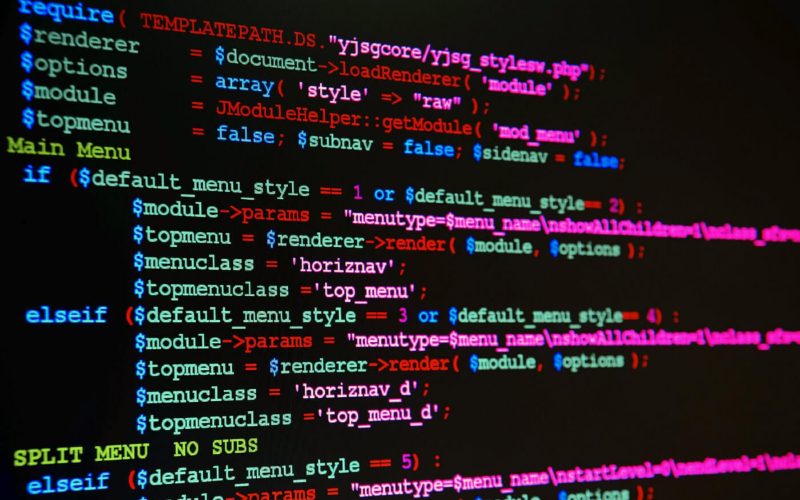 require( TEMPLATEPATH.DS."yjsgcore/yjsg_stylesw.php");
$renderer = $document->loadRenderer( 'module' );
$options = array( 'style' => "raw" );
$module = JModuleHelper::getModule( 'mod_menu' );
$topmenu = false; $subnav = false; $sidenav = false;
Main Menu
if ($default_menu_style == 1 or $default_menu_style== 2) :
$module->params = "menutype=$menu_name\nshowAllChildren=1\nclass_sfx=
$topmenu = $renderer->render( $module, $options );
$menuclass = 'horiznav';
$topmenuclass ='top_menu';
elseif ($default_menu_style == 3 or $default_menu_style== 4) :
$module->params = "menutype=$menu_name\nshowAllChildren=1\nclass_sfx=
$topmenu = $renderer->render( $module, $options );
$menuclass = 'horiznav_d';
$topmenuclass ='top_menu_d';
SPLIT MENU NO SUBS
elseif ($default_menu_style == 5) :
$module->params = "menutype=$menu_name\nstartLevel=0\nendLevel=1\n